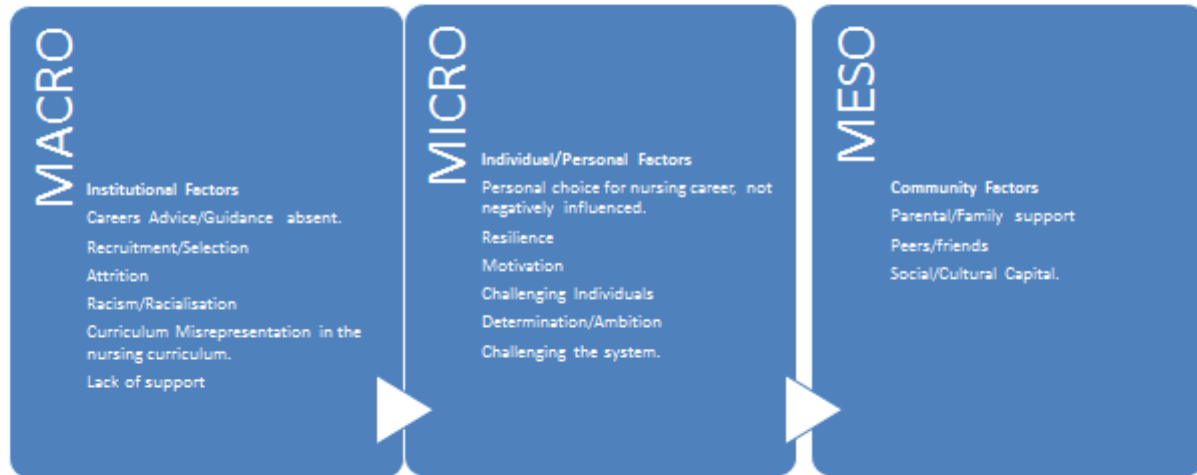 MACRO
Institutional Factors
Careers Advice/Guidance absent.
Recruitment/Selection
Attrition
Racism/Racialisation
Curriculum Misrepresentation in the
nursing curriculum.
Lack of support
MICRO
Individual/Personal Factors
Personal choice for nursing career, not
negatively influenced.
Resilience
Motivation
Challenging Individuals
Determination/Ambition
Challenging the system.
MESO
Community Factors
Parental/Family support
Peers/friends
Social/Cultural Capital.